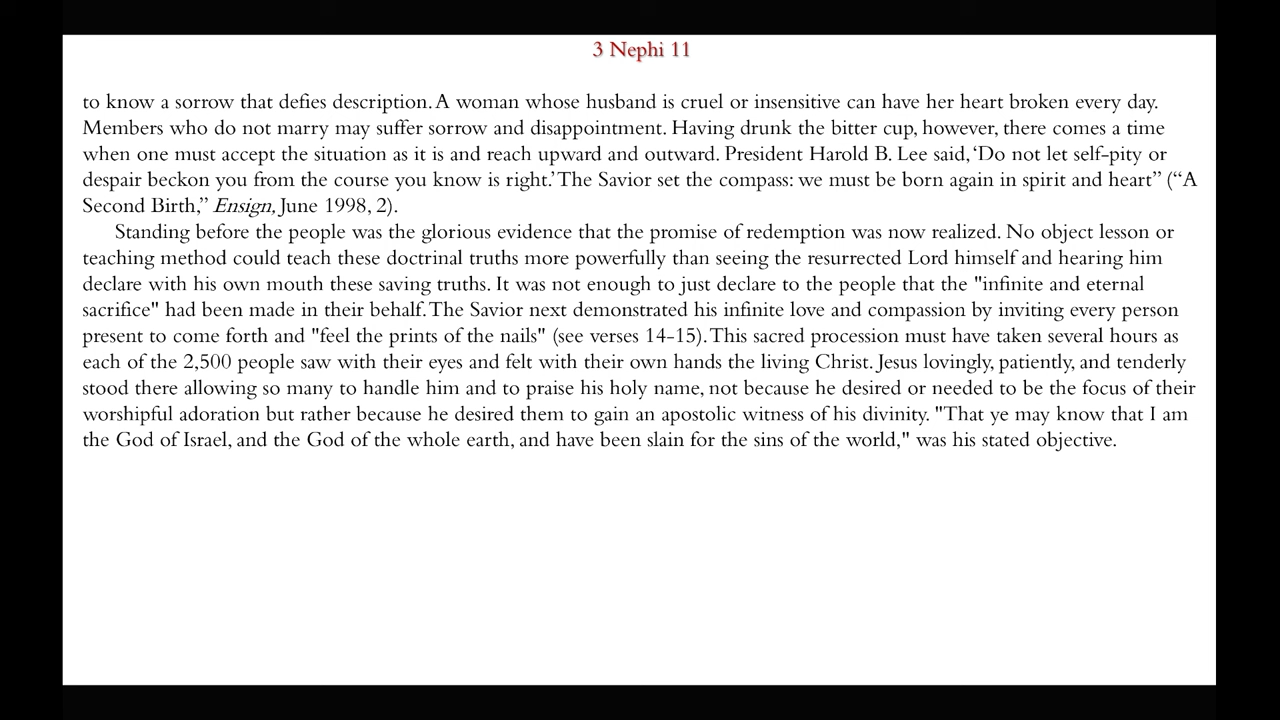 3 Nephi 11
to know a sorrow that defies description. A woman whose husband is cruel or insensitive can have her heart broken every day.
Members who do not marry may suffer sorrow and disappointment. Having drunk the bitter cup, however, there comes a time
when one must accept the situation as it is and reach upward and outward. President Harold B. Lee said, ‘Do not let self-pity or
despair beckon you from the course you know is right.’ The Savior set the compass: we must be born again in spirit and heart” (“A
Second Birth,” Ensign, June 1998, 2).
Standing before the people was the glorious evidence that the promise of redemption was now realized. No object lesson or
teaching method could teach these doctrinal truths more powerfully than seeing the resurrected Lord himself and hearing him
declare with his own mouth these saving truths. It was not enough to just declare to the people that the "infinite and eternal
sacrifice" had been made in their behalf. The Savior next demonstrated his infinite love and compassion by inviting every person
present to come forth and "feel the prints of the nails" (see verses 14-15). This sacred procession must have taken several hours as
each of the 2,500 people saw with their eyes and felt with their own hands the living Christ. Jesus lovingly, patiently, and tenderly
stood there allowing so many to handle him and to praise his holy name, not because he desired or needed to be the focus of their
worshipful adoration but rather because he desired them to gain an apostolic witness of his divinity. "That ye may know that I am
the God of Israel, and the God of the whole earth, and have been slain for the sins of the world," was his stated objective.